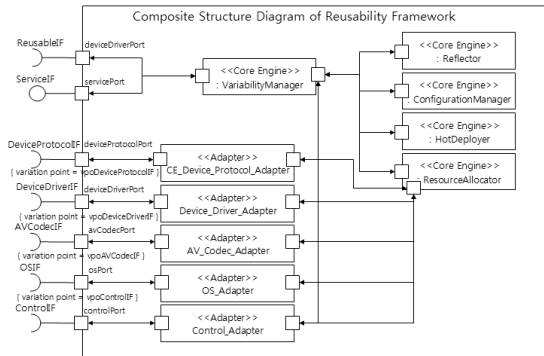 Composite Structure Diagram of Reusability Framework
ReusableIF
deviceDriverPort
ServiceIF
servicePort
<<Core Engine>>
: VariabilityManager
<<Core Engine>>
: Reflector
<<Core Engine>>
: ConfigurationManager
<<Core Engine>>
: HotDeployer
<<Core Engine>>
: ResourceAllocator
DeviceProtocolIF
deviceProtocolPort
{ variation point = vpoDeviceProtocolIF }
<<Adapter>>
: CE_Device_Protocol_Adapter
DeviceDriverIF
deviceDriverPort
{ variation point = vpoDeviceDriverIF }
<<Adapter>>
: Device_Driver_Adapter
AVCodecIF
avCodecPort
{ variation point = vpoAVCodecIF }
<<Adapter>>
: AV_Codec_Adapter
OSIF
osPort
{ variation point = vpoControlIF }
<<Adapter>>
: OS_Adapter
ControlIF
controlPort
<<Adapter>>
: Control_Adapter